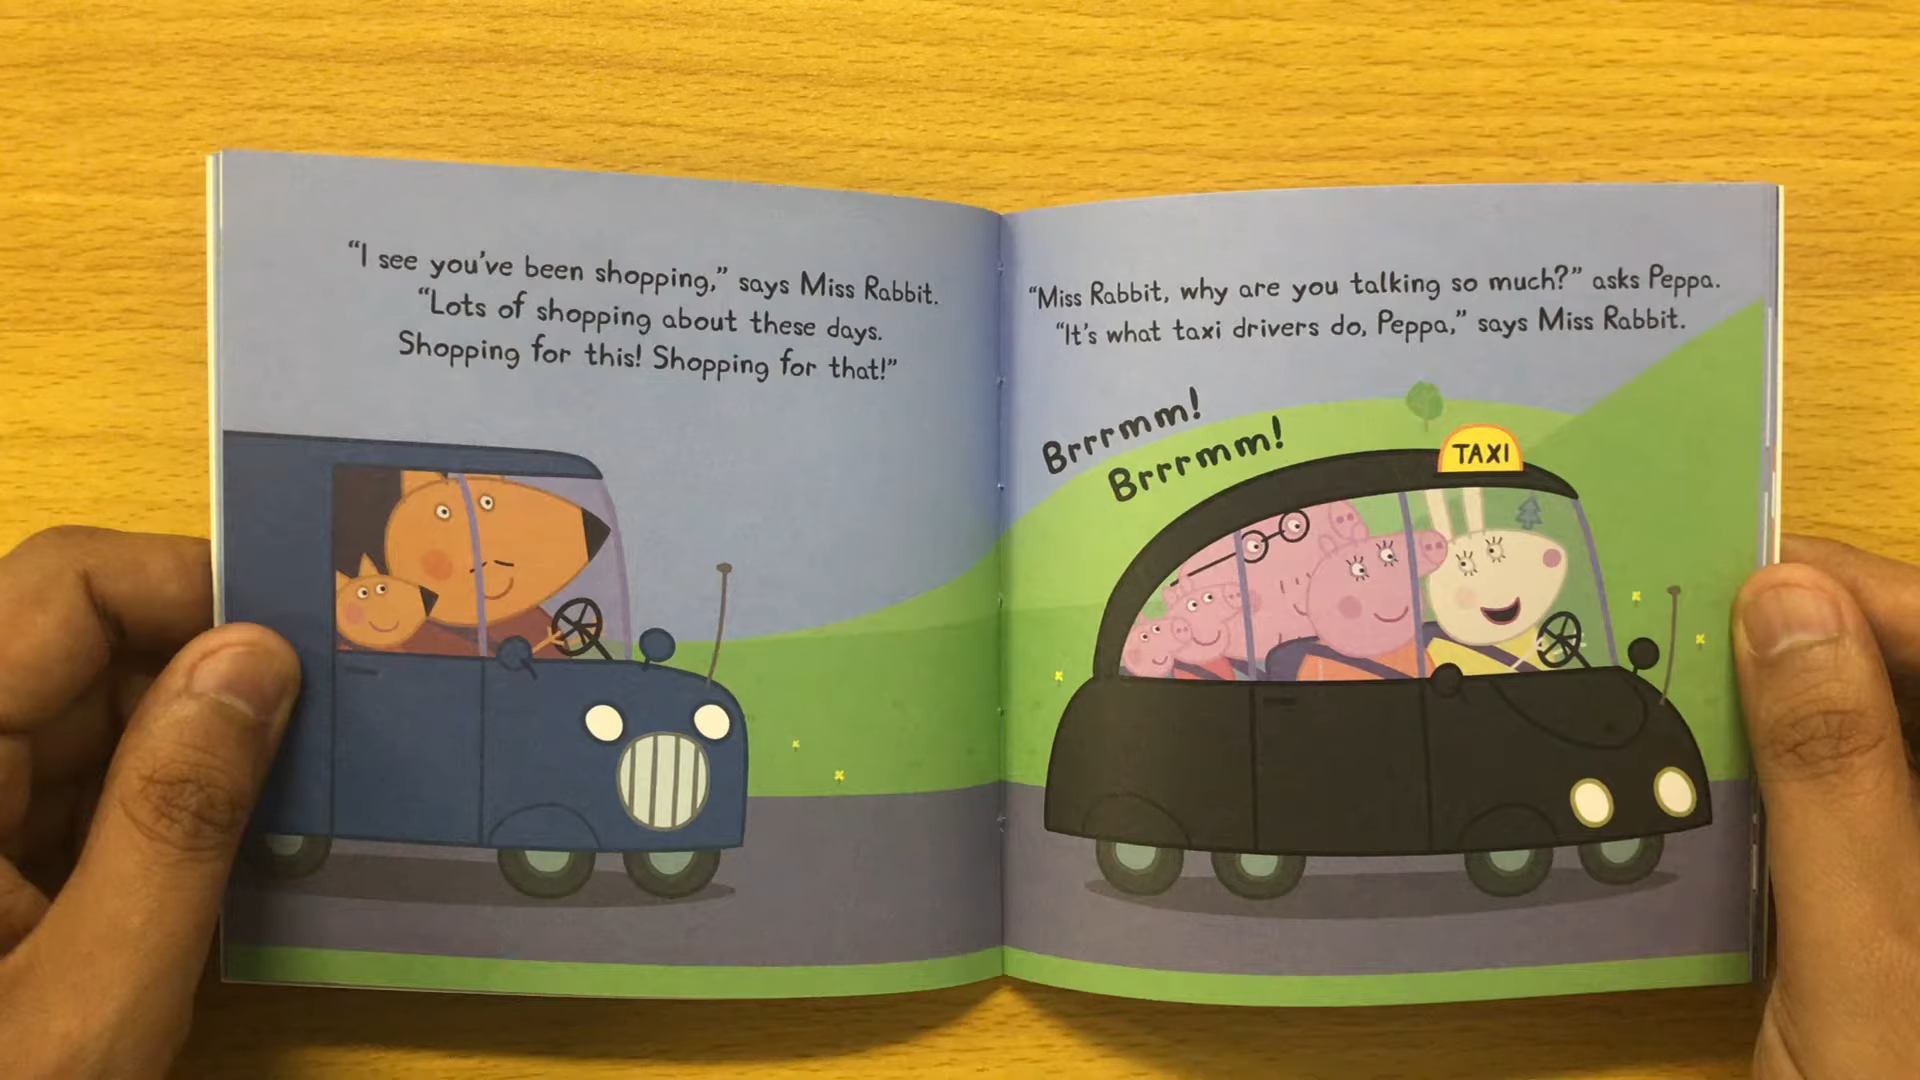 “I see you’ve been shopping,” says Miss Rabbit.
“Lots of shopping about these days.
Shopping for this! Shopping for that!”
“Miss Rabbit, why are you talking so much?” asks Peppa.
“It’s what taxi drivers do, Peppa,” says Miss Rabbit.
Brrrmm!
Brrrmm!
TAXI